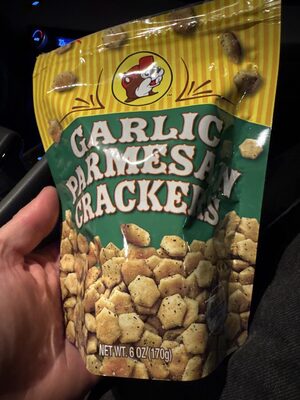 GARLIC
PARMESAN
CRACKERS
NET WT. 6 OZ (170g)